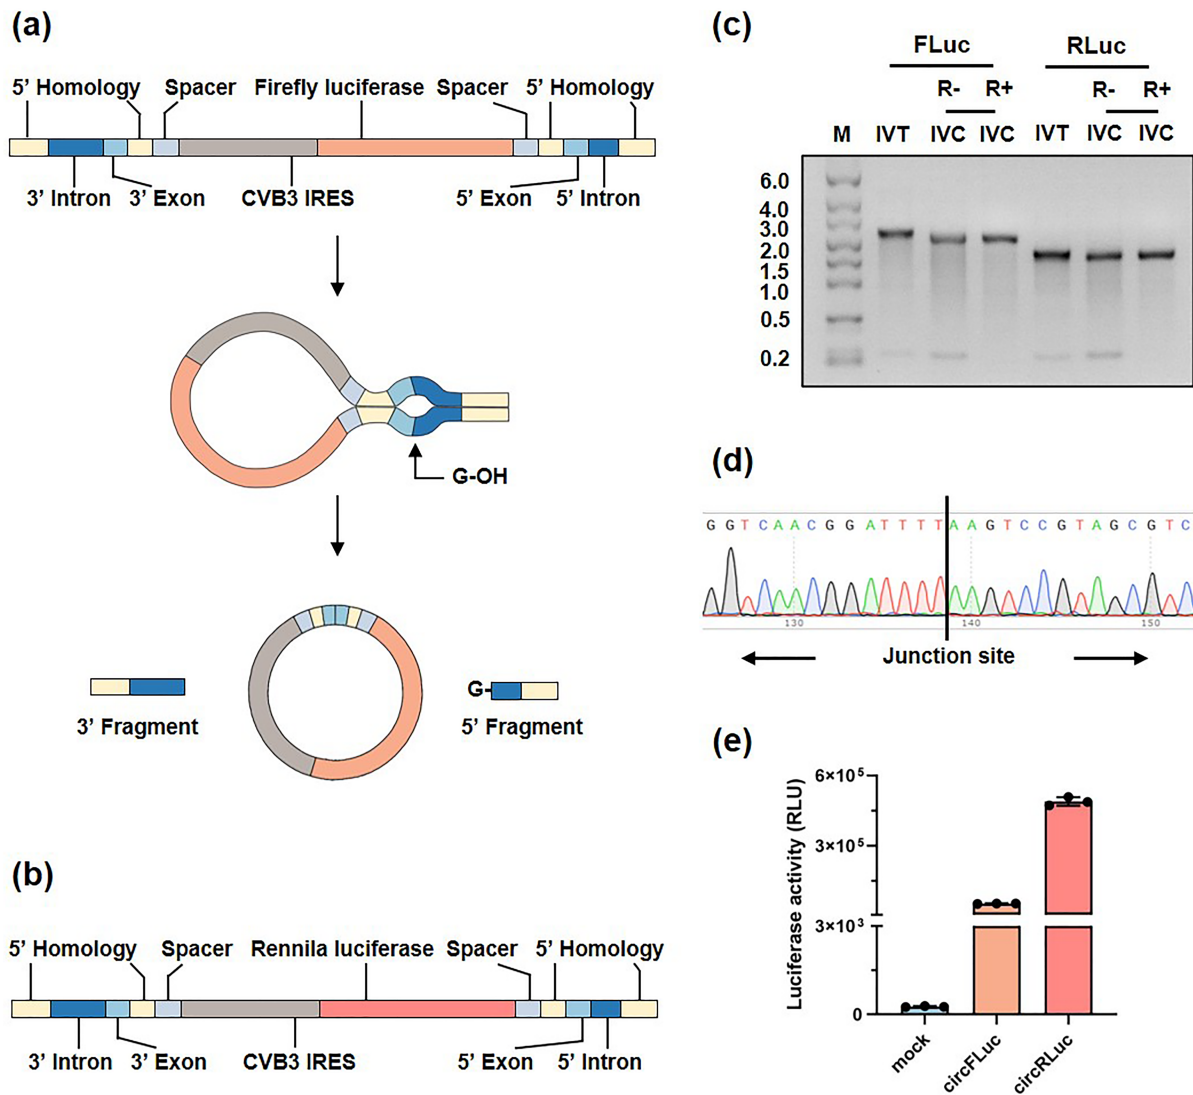 (a)
5’ Homology Spacer Firefly luciferase Spacer 5’ Homology
3’ Intron 3’ Exon CVB3 IRES 5’ Exon 5’ Intron
G-OH
G-
3’ Fragment 5’ Fragment
(b)
5’ Homology Spacer Rennila luciferase Spacer 5’ Homology
3’ Intron 3’ Exon CVB3 IRES 5’ Exon 5’ Intron
(c)
FLuc RLuc
R- R+ R- R+
M IVT IVC IVC IVT IVC IVC
6.0
4.0
3.0
2.0
1.5
1.0
0.5
0.2
(d)
G G T C A A C G G A T T T T A A G T C C G T A G C G T C
130 140 150
Junction site
(e)
Luciferase activity (RLU)
6×10⁵
3×10⁵
3×10³
0
mock circFLuc circRLuc